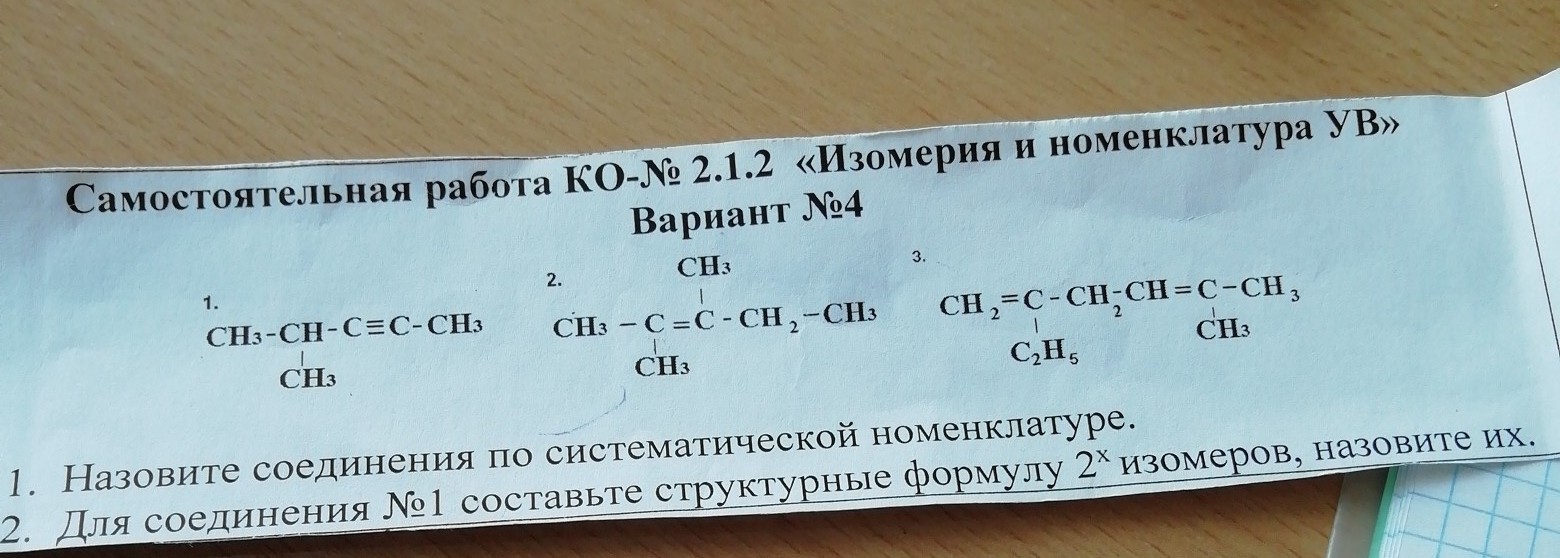 Самостоятельная работа КО-№ 2.1.2 «Изомерия и номенклатура УВ»
Вариант №4
1.
CH₃-CH-C≡C-CH₃
CH₃
2.
CH₃
CH₃ – C = C - CH₂ – CH₃
CH₃
3.
CH₂=C-CH₂-CH=C-CH₃
C₂H₅ CH₃
1. Назовите соединения по систематической номенклатуре.
2. Для соединения №1 составьте структурные формулу 2ˣ изомеров, назовите их.